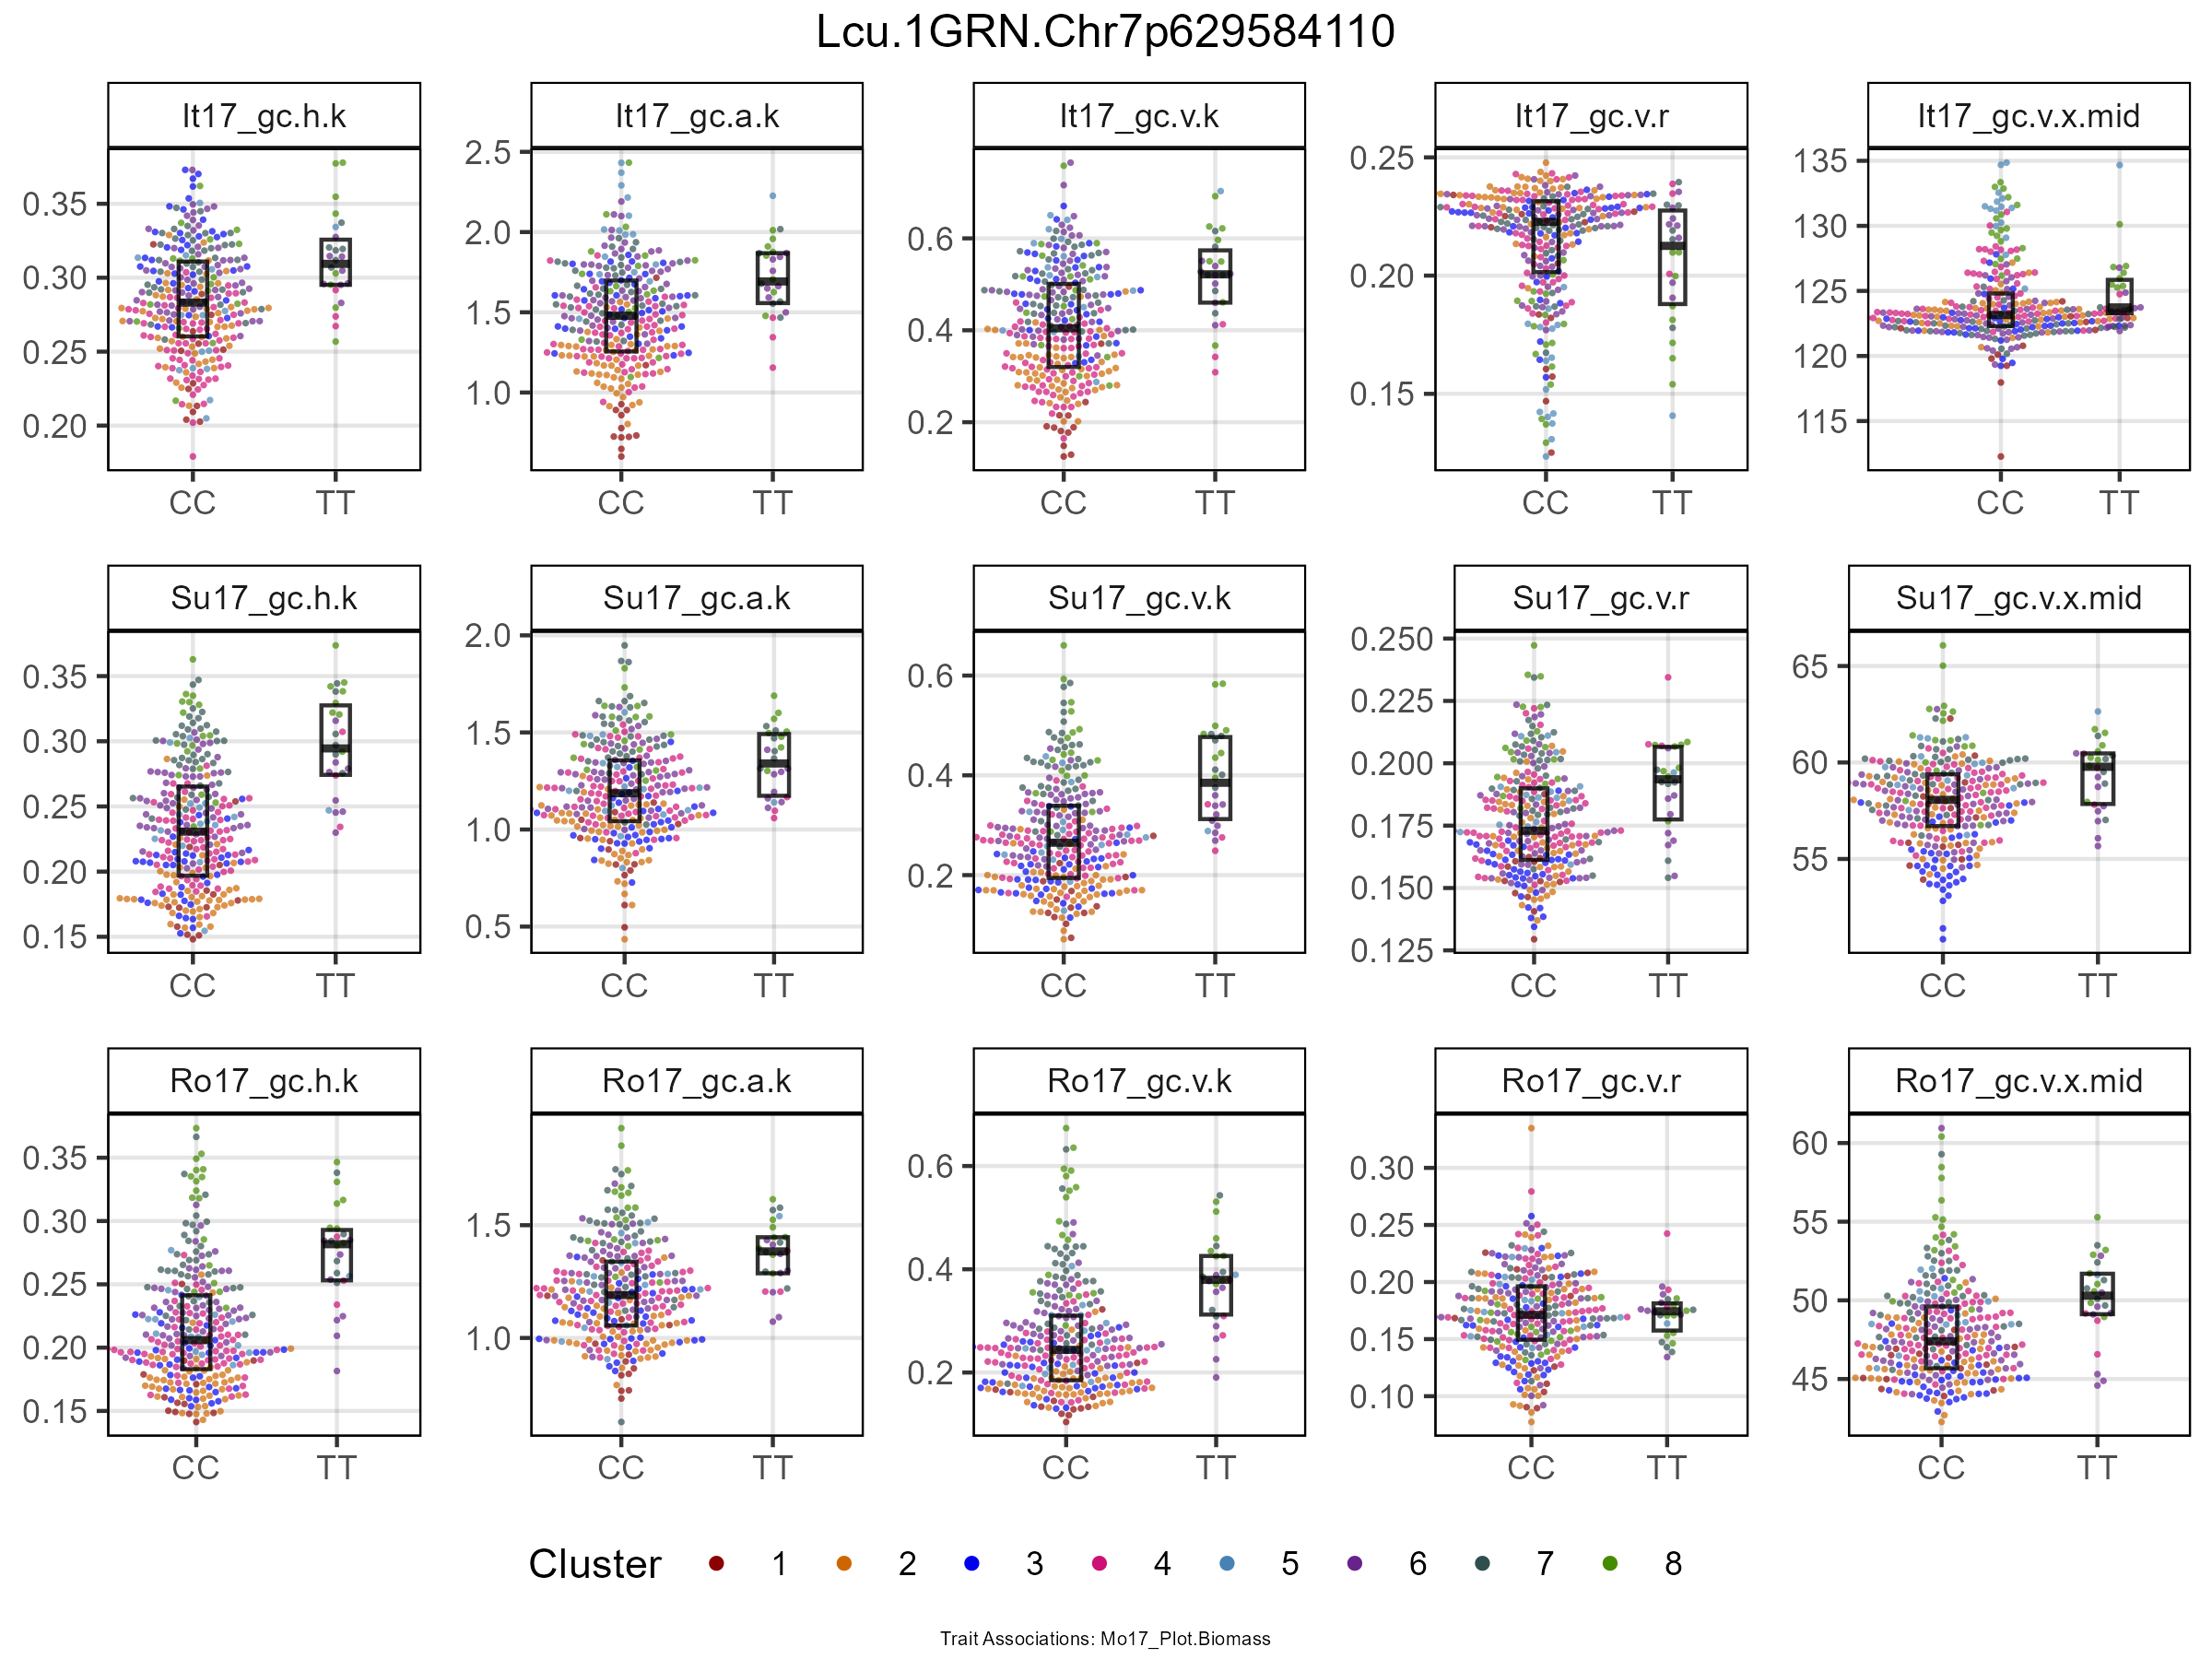 Lcu.1GRN.Chr7p629584110
It17_gc.h.k
It17_gc.a.k
It17_gc.v.k
It17_gc.v.r
It17_gc.v.x.mid
0.35
0.30
0.25
0.20
CC TT
2.5
2.0
1.5
1.0
CC TT
0.6
0.4
0.2
CC TT
0.25
0.20
0.15
CC TT
135
130
125
120
115
CC TT
Su17_gc.h.k
Su17_gc.a.k
Su17_gc.v.k
Su17_gc.v.r
Su17_gc.v.x.mid
0.35
0.30
0.25
0.20
0.15
CC TT
2.0
1.5
1.0
0.5
CC TT
0.6
0.4
0.2
CC TT
0.250
0.225
0.200
0.175
0.150
0.125
CC TT
65
60
55
CC TT
Ro17_gc.h.k
Ro17_gc.a.k
Ro17_gc.v.k
Ro17_gc.v.r
Ro17_gc.v.x.mid
0.35
0.30
0.25
0.20
0.15
CC TT
1.5
1.0
CC TT
0.6
0.4
0.2
CC TT
0.30
0.25
0.20
0.15
0.10
CC TT
60
55
50
45
CC TT
Cluster 1 2 3 4 5 6 7 8
Trait Associations: Mo17_Plot.Biomass